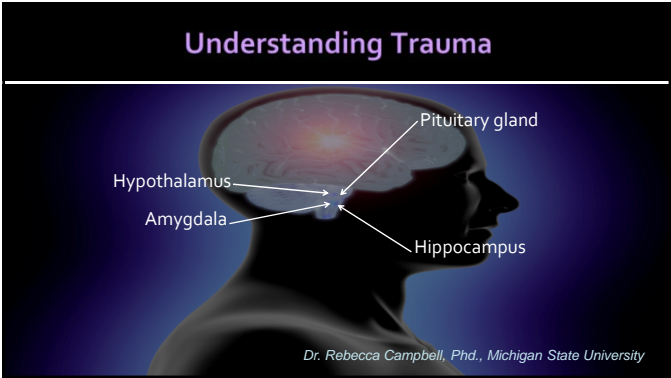 Understanding Trauma
Pituitary gland
Hypothalamus
Amygdala
Hippocampus
Dr. Rebecca Campbell, Phd., Michigan State University